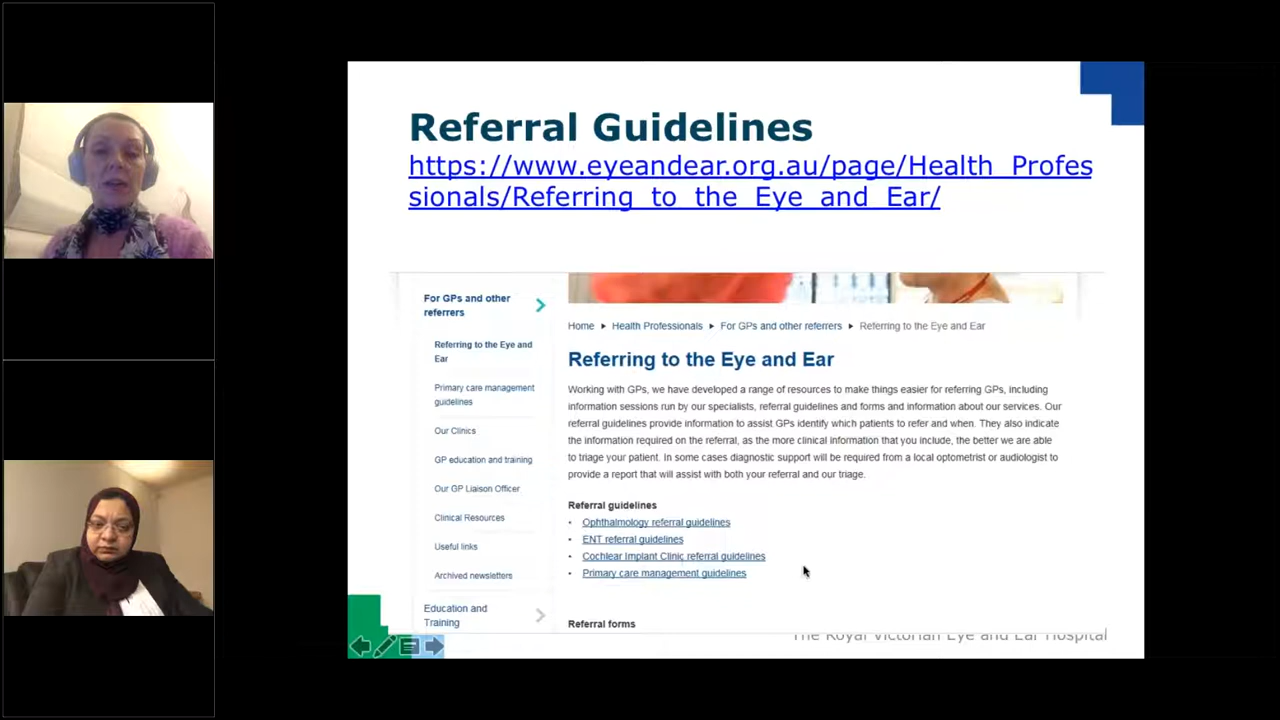 Referral Guidelines
https://www.eyeandear.org.au/page/Health_Profes
sionals/Referring_to_the_Eye_and_Ear/
For GPs and other
referrers
Referring to the Eye and
Ear
Primary care management
guidelines
Our Clinics
GP education and training
Our GP Liaison Officer
Clinical Resources
Useful links
Archived newsletters
Education and
Training
Home ▸ Health Professionals ▸ For GPs and other referrers ▸ Referring to the Eye and Ear
Referring to the Eye and Ear
Working with GPs, we have developed a range of resources to make things easier for referring GPs, including
information sessions run by our specialists, referral guidelines and forms and information about our services. Our
referral guidelines provide information to assist GPs identify which patients to refer and when. They also indicate
the information required on the referral, as the more clinical information that you include, the better we are able
to triage your patient. In some cases diagnostic support will be required from a local optometrist or audiologist to
provide a report that will assist with both your referral and our triage.
Referral guidelines
• Ophthalmology referral guidelines
• ENT referral guidelines
• Cochlear Implant Clinic referral guidelines
• Primary care management guidelines
Referral forms
The Royal Victorian Eye and Ear Hospital